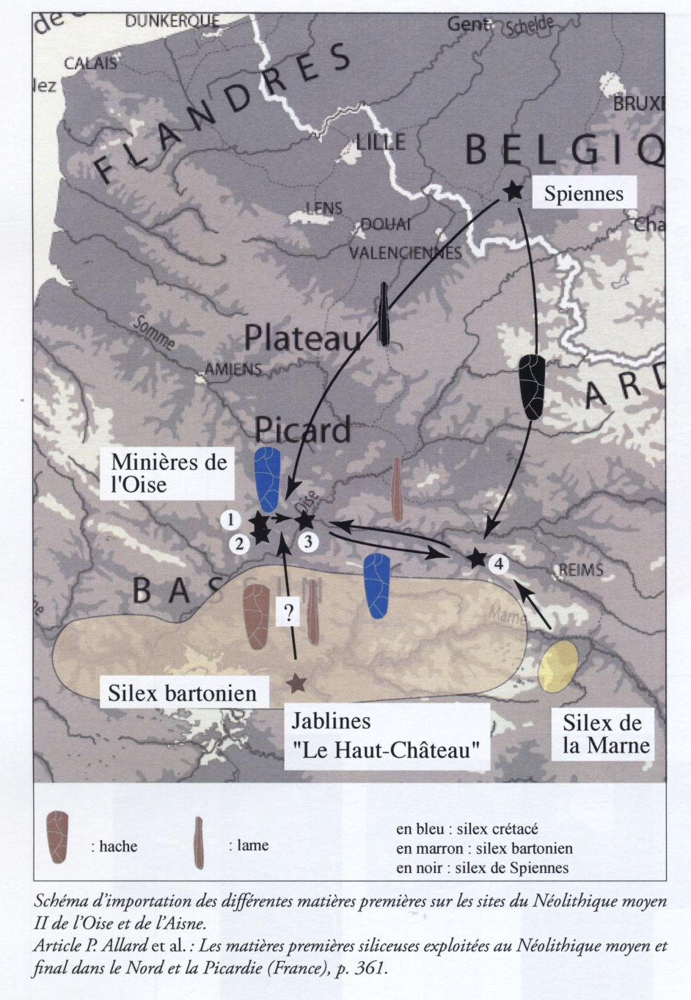 de
DUNKERQUE
Gent
Schelde
CALAIS
Nez
BRUXE
FLANDRES
LILLE
BELGIQ
Spiennes
LENS
DOUAI
Cha
VALENCIENNES
Somme
Plateau
AMIENS
ARD
Picard
Minières de
l'Oise
Oise
1
2
3
4
REIMS
BASSIN
?
Marne
ne
Silex bartonien
Jablines
"Le Haut-Château"
Silex de
la Marne
: hache
: lame
en bleu : silex crétacé
en marron : silex bartonien
en noir : silex de Spiennes
Schéma d'importation des différentes matières premières sur les sites du Néolithique moyen
II de l'Oise et de l'Aisne.
Article P. Allard et al. : Les matières premières siliceuses exploitées au Néolithique moyen et
final dans le Nord et la Picardie (France), p. 361.